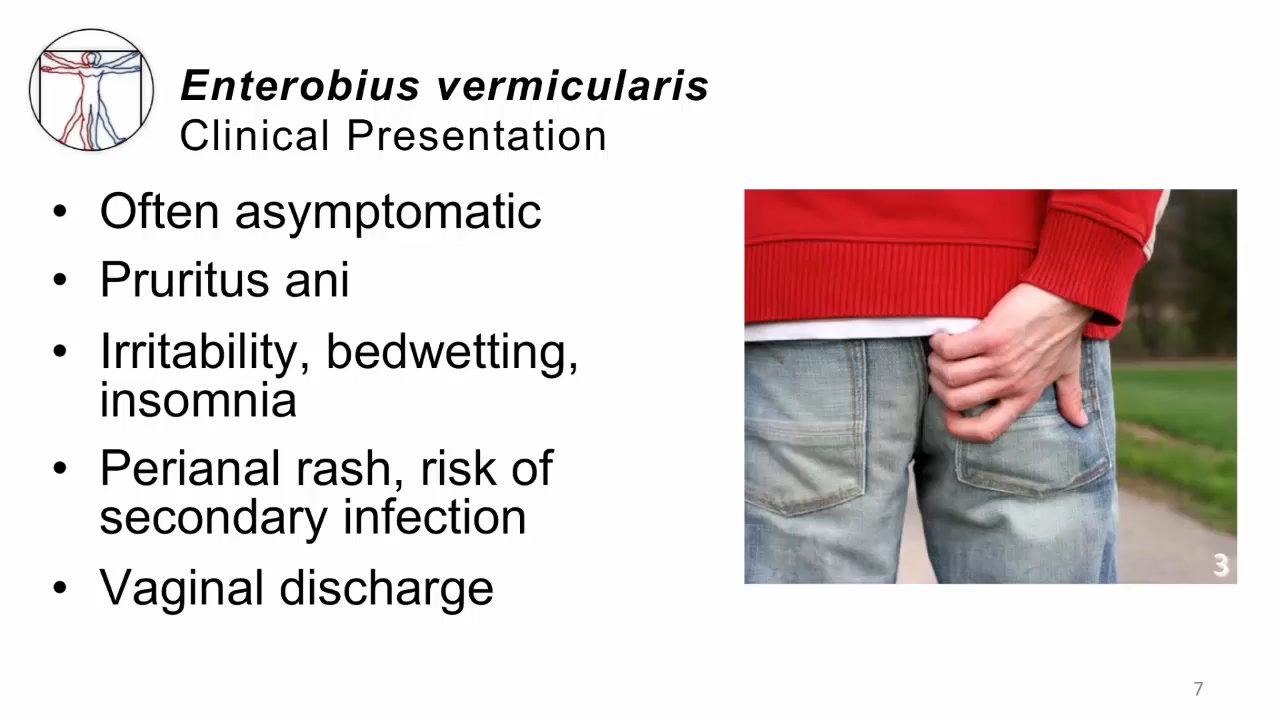 Enterobius vermicularis
Clinical Presentation
• Often asymptomatic
• Pruritus ani
• Irritability, bedwetting,
insomnia
• Perianal rash, risk of
secondary infection
• Vaginal discharge
3
7